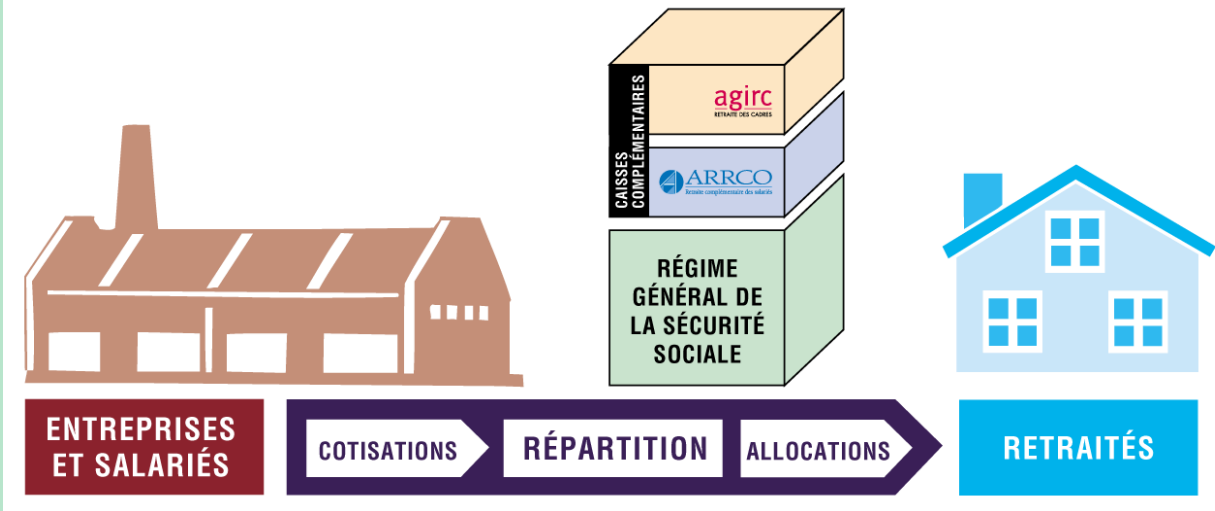 CAISSES
COMPLÉMENTAIRES
agirc
RETRAITE DES CADRES
ARRCO
Retraite complémentaire des salariés
RÉGIME
GÉNÉRAL DE
LA SÉCURITÉ
SOCIALE
ENTREPRISES
ET SALARIÉS
COTISATIONS
RÉPARTITION
ALLOCATIONS
RETRAITÉS